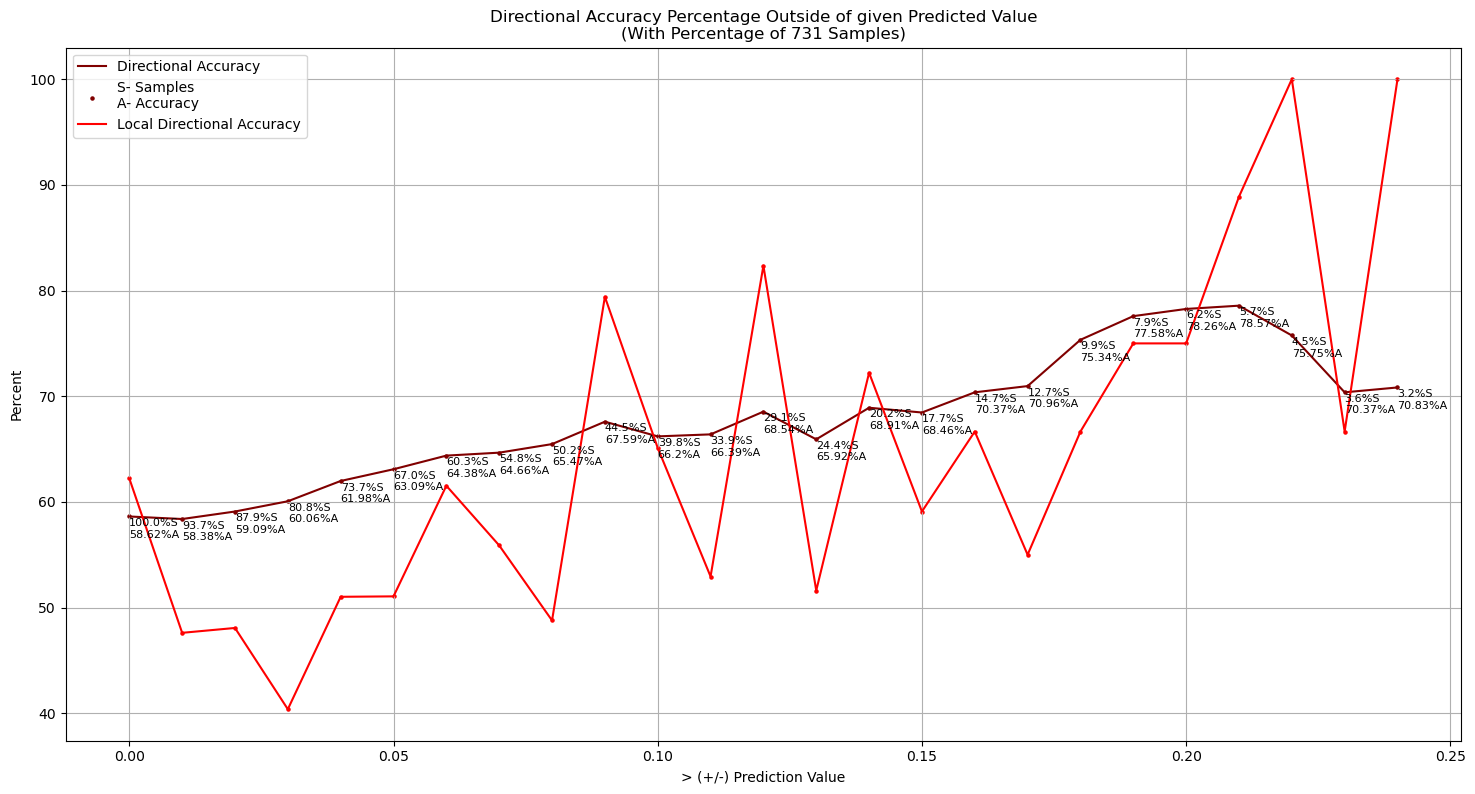 Directional Accuracy Percentage Outside of given Predicted Value
(With Percentage of 731 Samples)
Directional Accuracy
S- Samples
A- Accuracy
Local Directional Accuracy
Percent
100
90
80
70
60
50
40
100.0%S
58.62%A
93.7%S
58.38%A
87.9%S
59.09%A
80.8%S
60.06%A
73.7%S
61.98%A
67.0%S
63.09%A
60.3%S
64.38%A
54.8%S
64.66%A
50.2%S
65.47%A
44.5%S
67.59%A
39.8%S
66.2%A
33.9%S
66.39%A
29.1%S
68.54%A
24.4%S
65.92%A
20.2%S
68.91%A
17.7%S
68.46%A
14.7%S
70.37%A
12.7%S
70.96%A
9.9%S
75.34%A
7.9%S
77.58%A
6.2%S
78.26%A
5.7%S
78.57%A
4.5%S
75.75%A
3.6%S
70.37%A
3.2%S
70.83%A
0.00
0.05
0.10
0.15
0.20
0.25
> (+/-) Prediction Value